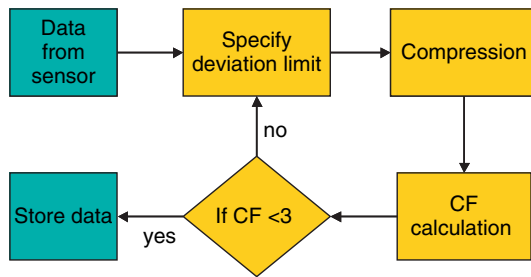 Data
from
sensor
Specify
deviation limit
Compression
no
Store data
yes
If CF <3
CF
calculation